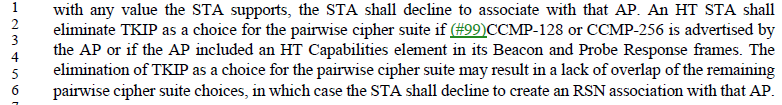 1 with any value the STA supports, the STA shall decline to associate with that AP. An HT STA shall
2 eliminate TKIP as a choice for the pairwise cipher suite if (#99)CCMP-128 or CCMP-256 is advertised by
3 the AP or if the AP included an HT Capabilities element in its Beacon and Probe Response frames. The
4 elimination of TKIP as a choice for the pairwise cipher suite may result in a lack of overlap of the remaining
5 pairwise cipher suite choices, in which case the STA shall decline to create an RSN association with that AP.
6